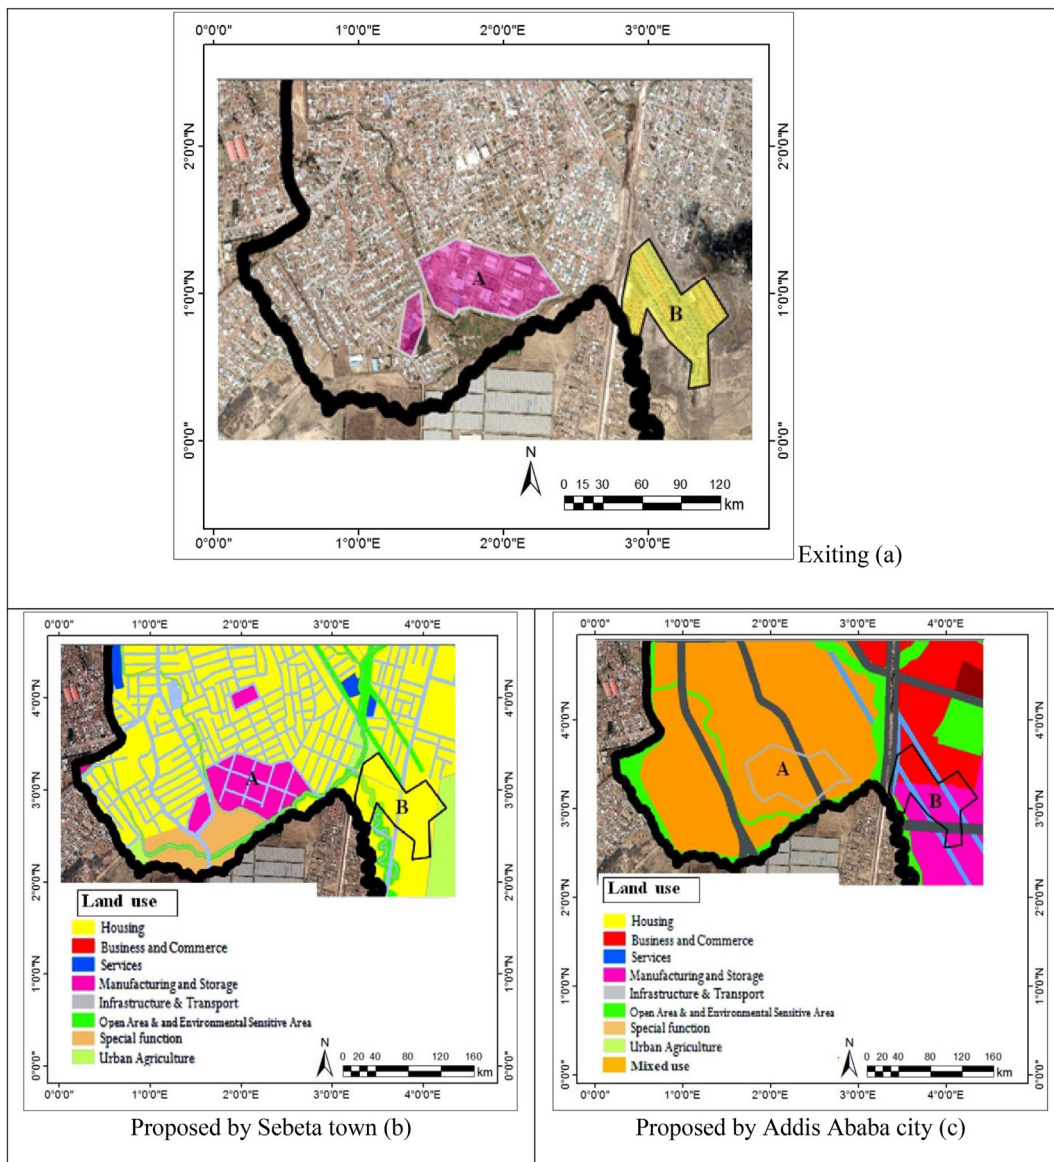 0°0'0" 1°0'0"E 2°0'0"E 3°0'0"E
2°0'0"N 2°0'0"N
A
1°0'0"N 1°0'0"N
B
0°0'0" 0°0'0"
N
0 15 30 60 90 120
km
0°0'0" 1°0'0"E 2°0'0"E 3°0'0"E
Exiting (a)
0°0'0" 1°0'0"E 2°0'0"E 3°0'0"E 4°0'0"E
4°0'0"N 4°0'0"N
A
3°0'0"N 3°0'0"N
B
2°0'0"N 2°0'0"N
Land use
Housing
Business and Commerce
Services
1°0'0"N 1°0'0"N
Manufacturing and Storage
Infrastructure & Transport
Open Area & and Environmental Sensitive Area
Special function
Urban Agriculture
N
0 20 40 80 120 160
km
0°0'0" 0°0'0"
0°0'0" 1°0'0"E 2°0'0"E 3°0'0"E 4°0'0"E
Proposed by Sebeta town (b)
0°0'0" 1°0'0"E 2°0'0"E 3°0'0"E 4°0'0"E
4°0'0"N 4°0'0"N
A
3°0'0"N 3°0'0"N
B
2°0'0"N 2°0'0"N
Land use
Housing
Business and Commerce
Services
Manufacturing and Storage
1°0'0"N 1°0'0"N
Infrastructure & Transport
Open Area & and Environmental Sensitive Area
Special function
Urban Agriculture
Mixed use
N
0 20 40 80 120 160
km
0°0'0" 0°0'0"
0°0'0" 1°0'0"E 2°0'0"E 3°0'0"E 4°0'0"E
Proposed by Addis Ababa city (c)